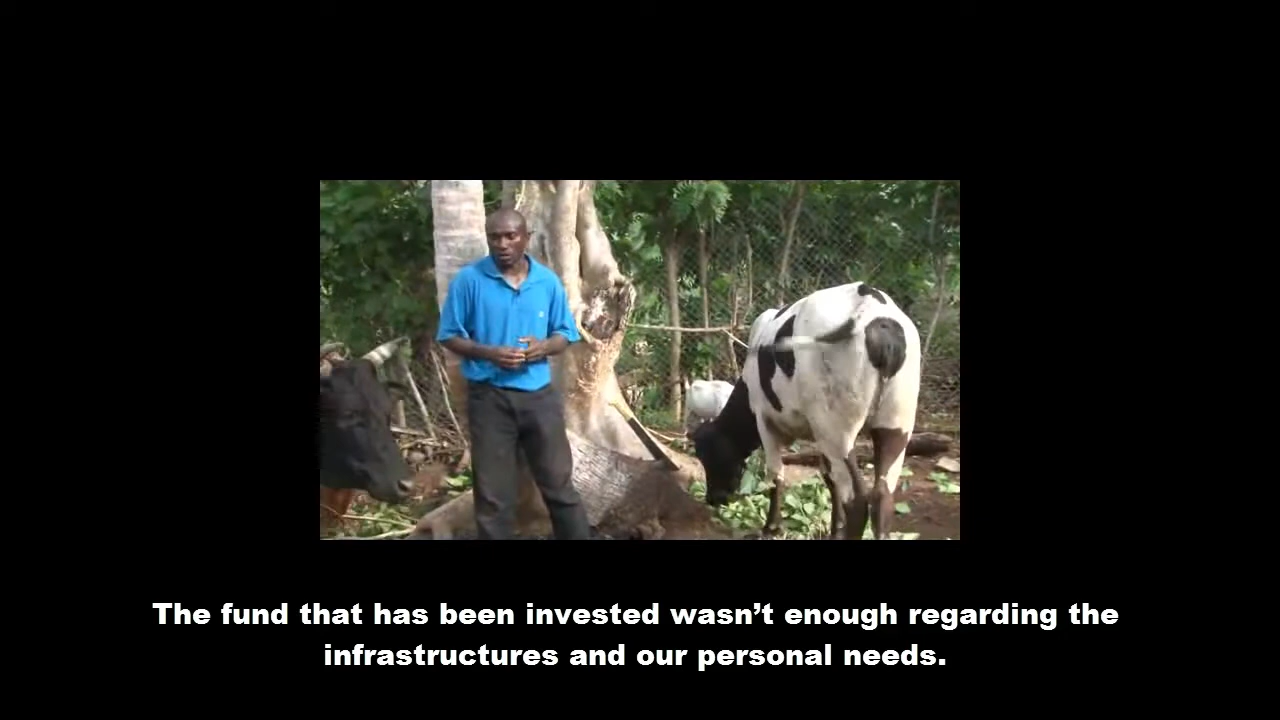 The fund that has been invested wasn’t enough regarding the
infrastructures and our personal needs.